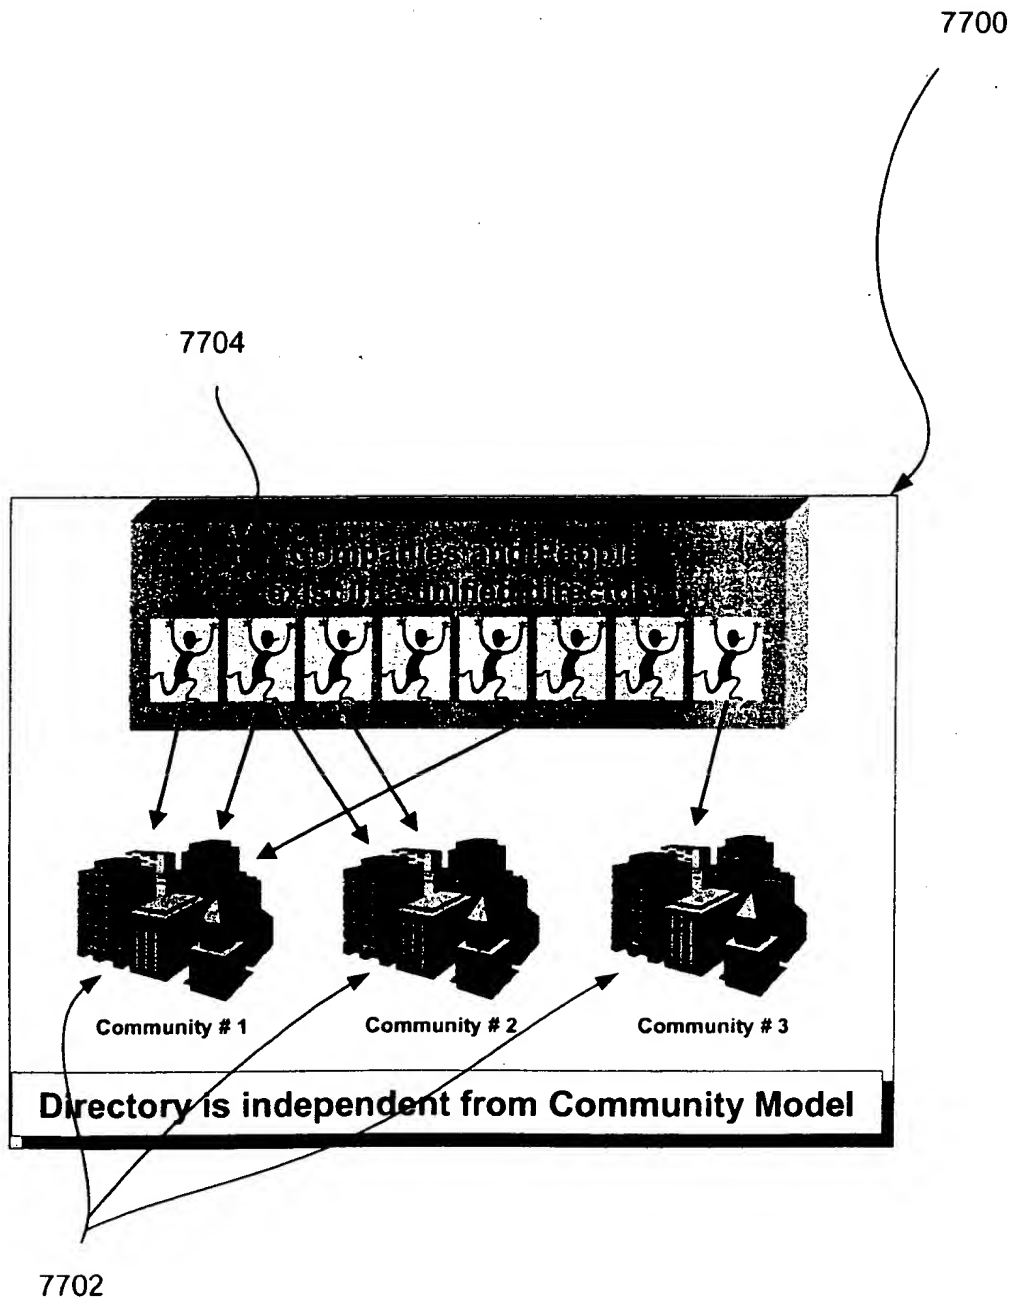 7700
7704
Companies and People
exist in a unified directory
Community # 1
Community # 2
Community # 3
Directory is independent from Community Model
7702